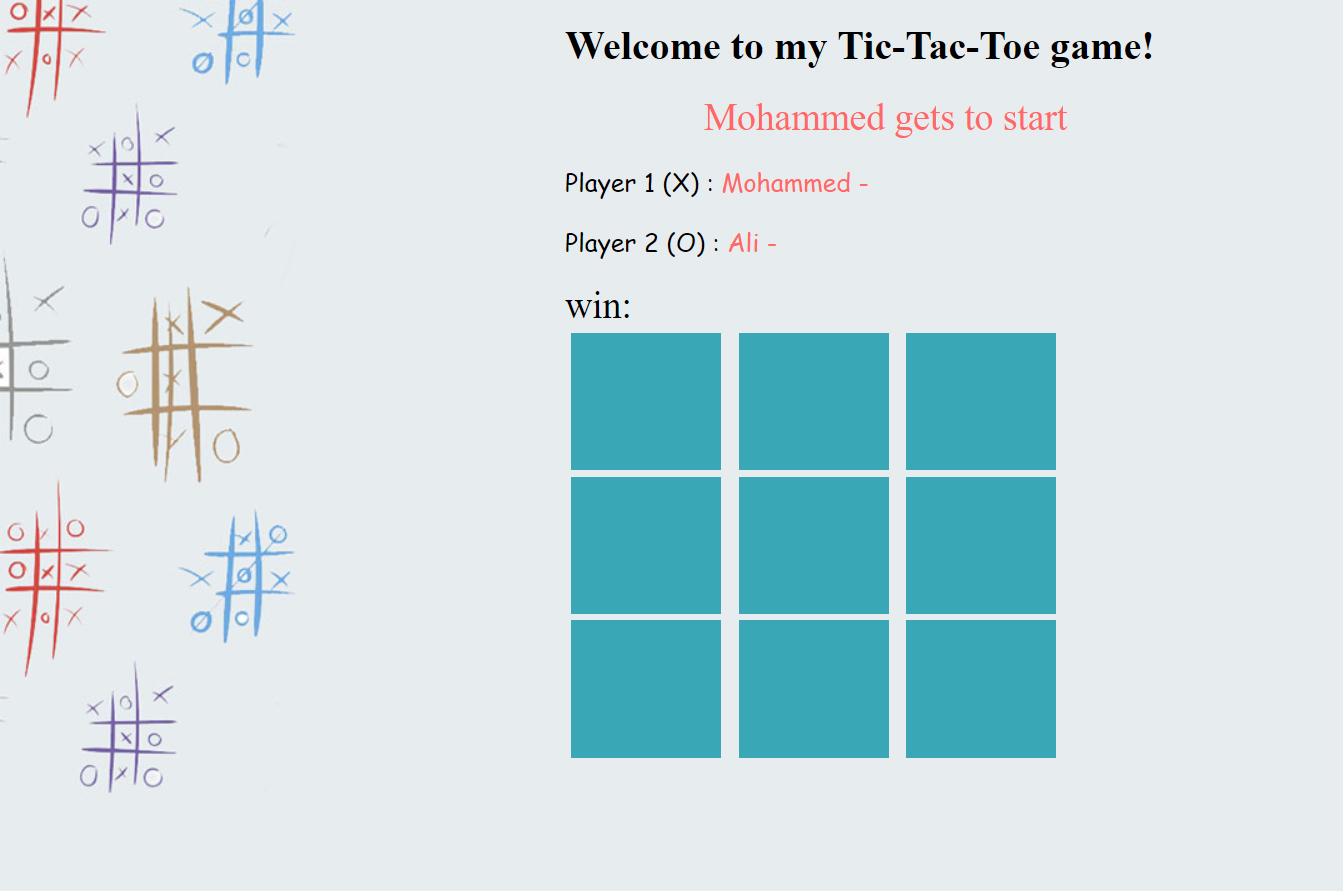 Welcome to my Tic-Tac-Toe game!
Mohammed gets to start
Player 1 (X) : Mohammed -
Player 2 (O) : Ali -
win: